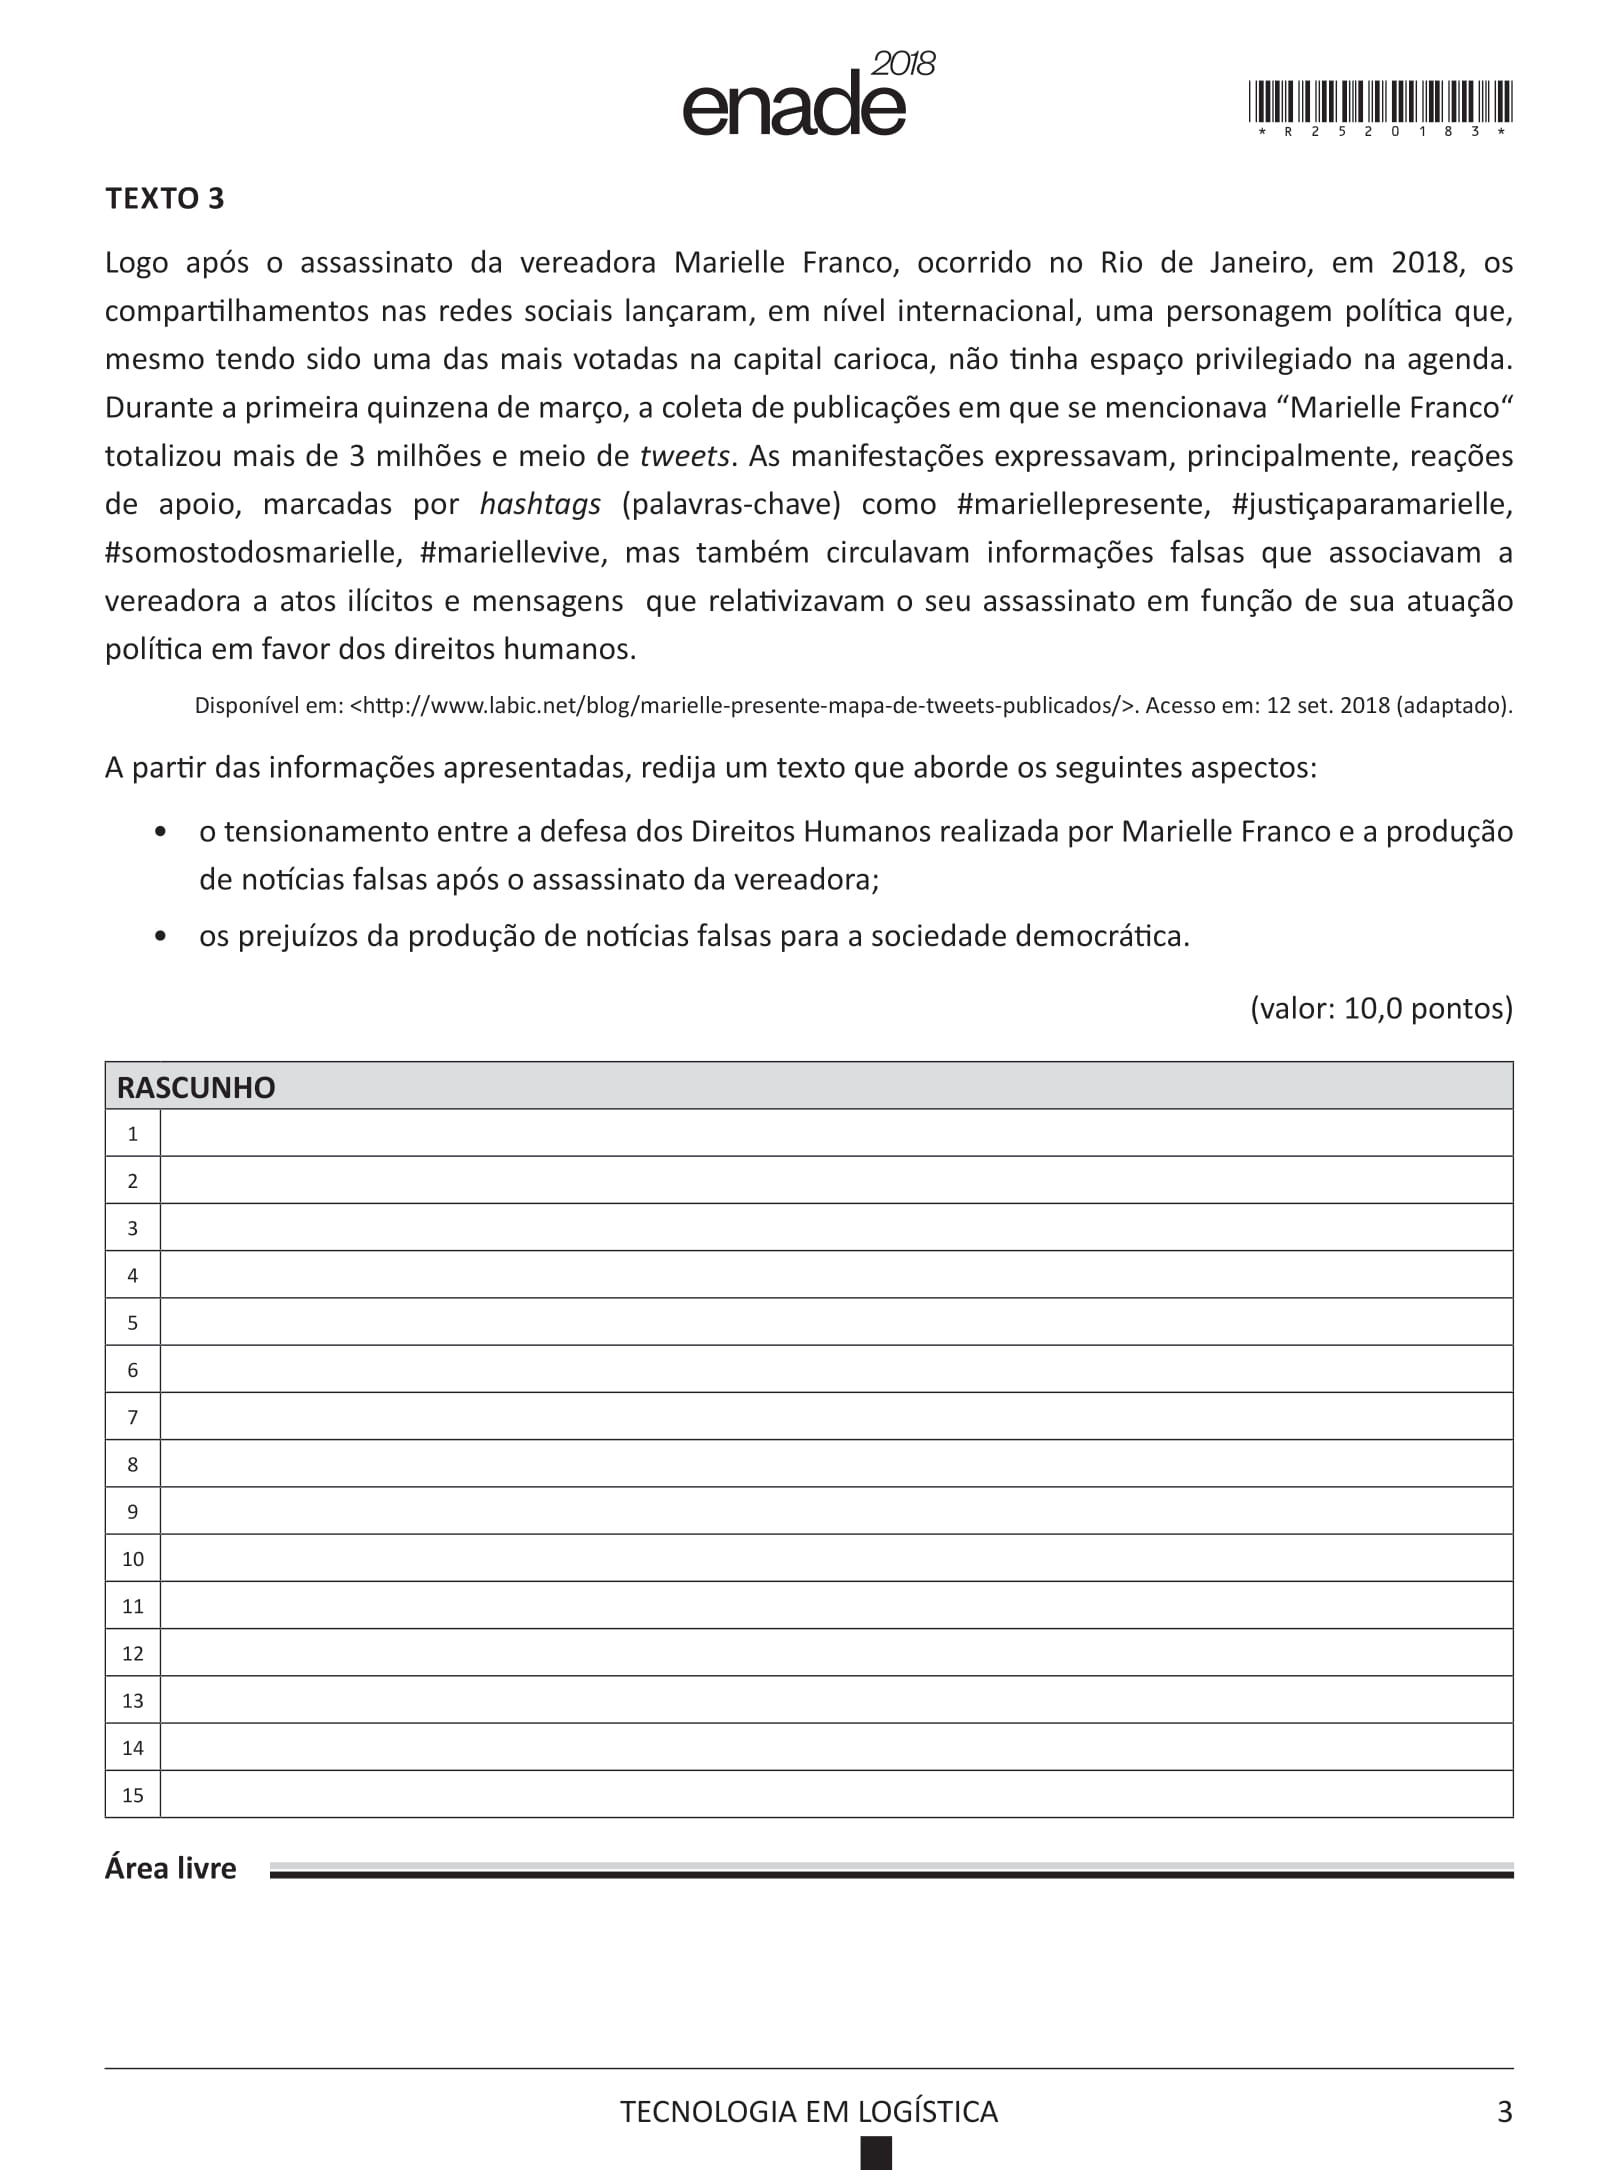 enade 2018
* R 2 5 2 0 1 8 3 *
TEXTO 3
Logo após o assassinato da vereadora Marielle Franco, ocorrido no Rio de Janeiro, em 2018, os
compartilhamentos nas redes sociais lançaram, em nível internacional, uma personagem política que,
mesmo tendo sido uma das mais votadas na capital carioca, não tinha espaço privilegiado na agenda.
Durante a primeira quinzena de março, a coleta de publicações em que se mencionava “Marielle Franco“
totalizou mais de 3 milhões e meio de tweets. As manifestações expressavam, principalmente, reações
de apoio, marcadas por hashtags (palavras-chave) como #mariellepresente, #justiçaparamarielle,
#somostodosmarielle, #mariellevive, mas também circulavam informações falsas que associavam a
vereadora a atos ilícitos e mensagens que relativizavam o seu assassinato em função de sua atuação
política em favor dos direitos humanos.
Disponível em: <http://www.labic.net/blog/marielle-presente-mapa-de-tweets-publicados/>. Acesso em: 12 set. 2018 (adaptado).
A partir das informações apresentadas, redija um texto que aborde os seguintes aspectos:
• o tensionamento entre a defesa dos Direitos Humanos realizada por Marielle Franco e a produção
de notícias falsas após o assassinato da vereadora;
• os prejuízos da produção de notícias falsas para a sociedade democrática.
(valor: 10,0 pontos)
RASCUNHO
1
2
3
4
5
6
7
8
9
10
11
12
13
14
15
Área livre
TECNOLOGIA EM LOGÍSTICA
3